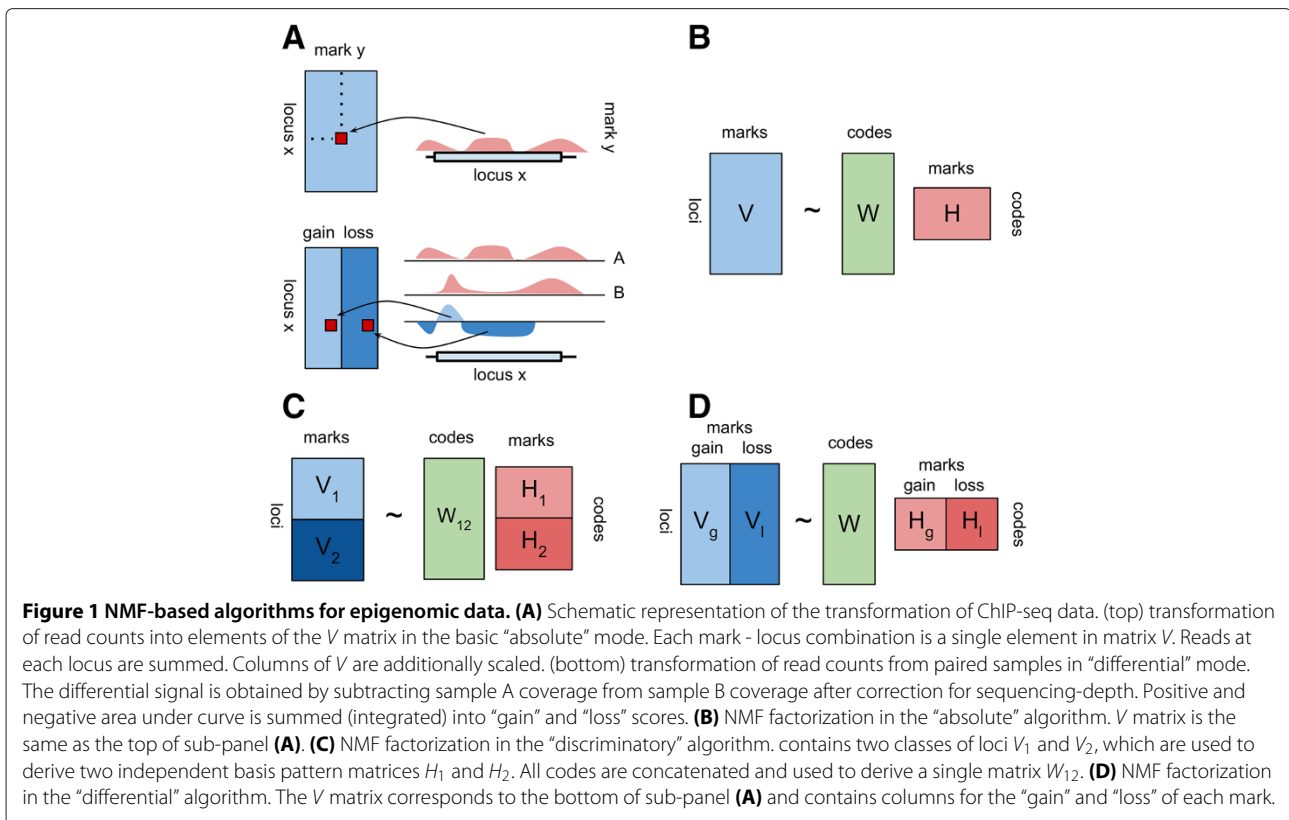 A
mark y
locus x
mark y
locus x
gain loss
locus x
A
B
locus x
B
marks
codes
marks
loci
V
~
W
H
codes
C
marks
codes
marks
loci
V1
V2
~
W12
H1
H2
codes
D
marks
gain loss
codes
marks
gain loss
loci
Vg
Vl
~
W
Hg
Hl
codes
Figure 1 NMF-based algorithms for epigenomic data. (A) Schematic representation of the transformation of ChIP-seq data. (top) transformation
of read counts into elements of the V matrix in the basic “absolute” mode. Each mark - locus combination is a single element in matrix V. Reads at
each locus are summed. Columns of V are additionally scaled. (bottom) transformation of read counts from paired samples in “differential” mode.
The differential signal is obtained by subtracting sample A coverage from sample B coverage after correction for sequencing-depth. Positive and
negative area under curve is summed (integrated) into “gain” and “loss” scores. (B) NMF factorization in the “absolute” algorithm. V matrix is the
same as the top of sub-panel (A). (C) NMF factorization in the “discriminatory” algorithm. contains two classes of loci V1 and V2, which are used to
derive two independent basis pattern matrices H1 and H2. All codes are concatenated and used to derive a single matrix W12. (D) NMF factorization
in the “differential” algorithm. The V matrix corresponds to the bottom of sub-panel (A) and contains columns for the “gain” and “loss” of each mark.